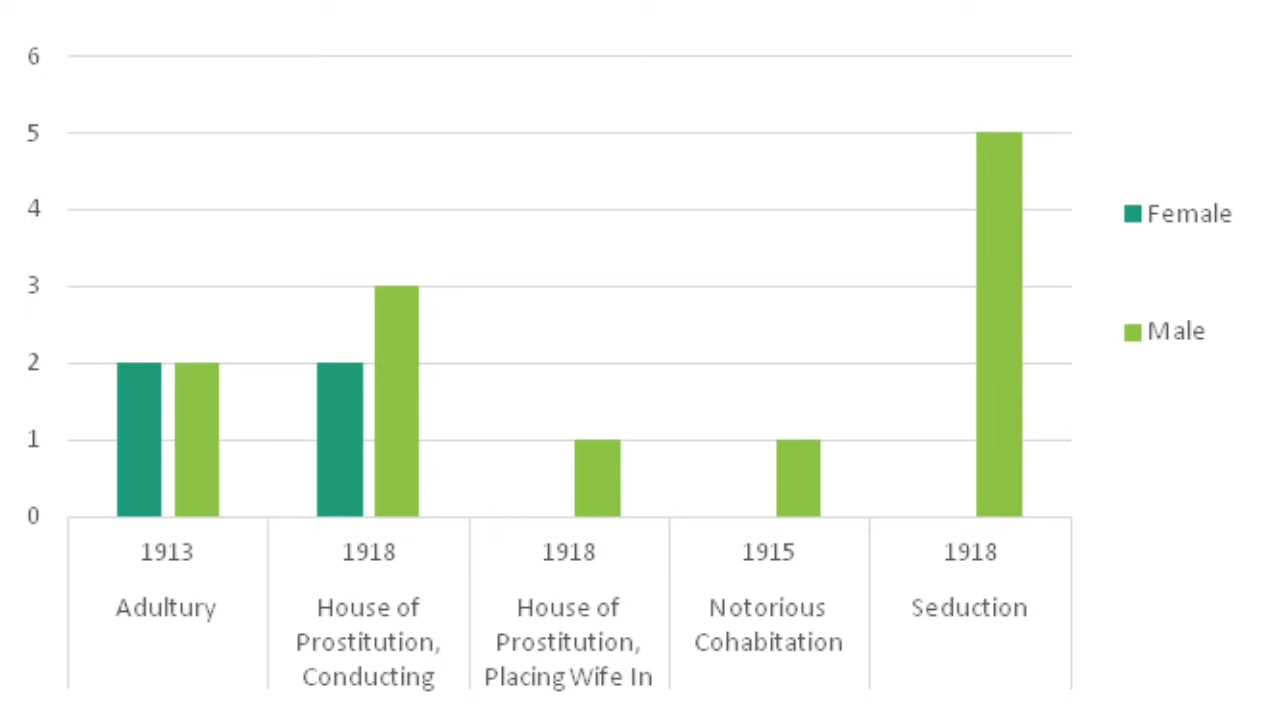 6
5
4
3
2
1
0
Female
Male
1913
1918
1918
1915
1918
Adultury
House of
Prostitution,
Conducting
House of
Prostitution,
Placing Wife In
Notorious
Cohabitation
Seduction